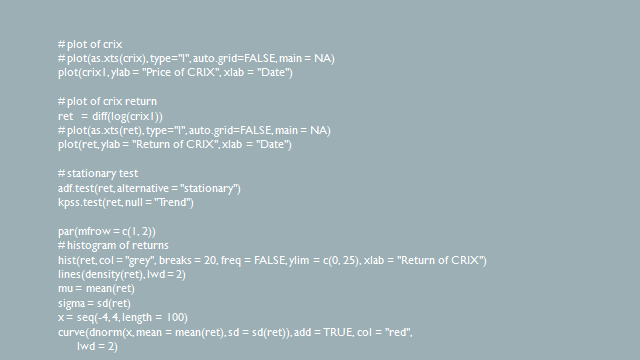 # plot of crix
# plot(as.xts(crix), type="l", auto.grid=FALSE, main = NA)
plot(crix1, ylab = "Price of CRIX", xlab = "Date")
# plot of crix return
ret = diff(log(crix1))
# plot(as.xts(ret), type="l", auto.grid=FALSE, main = NA)
plot(ret, ylab = "Return of CRIX", xlab = "Date")
# stationary test
adf.test(ret, alternative = "stationary")
kpss.test(ret, null = "Trend")
par(mfrow = c(1, 2))
# histogram of returns
hist(ret, col = "grey", breaks = 20, freq = FALSE, ylim = c(0, 25), xlab = "Return of CRIX")
lines(density(ret), lwd = 2)
mu = mean(ret)
sigma = sd(ret)
x = seq(-4, 4, length = 100)
curve(dnorm(x, mean = mean(ret), sd = sd(ret)), add = TRUE, col = "red",
lwd = 2)